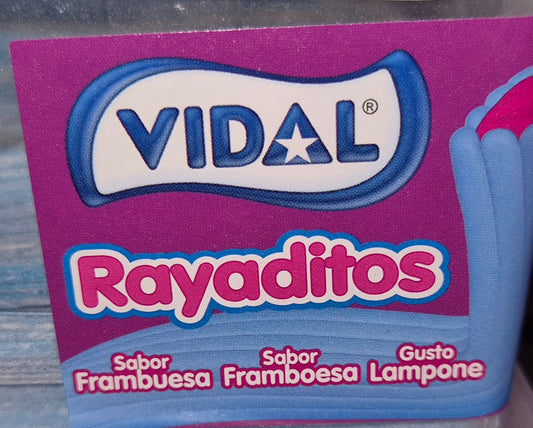 VIDAL®
Rayaditos
Sabor Frambuesa
Sabor Framboesa
Gusto Lampone